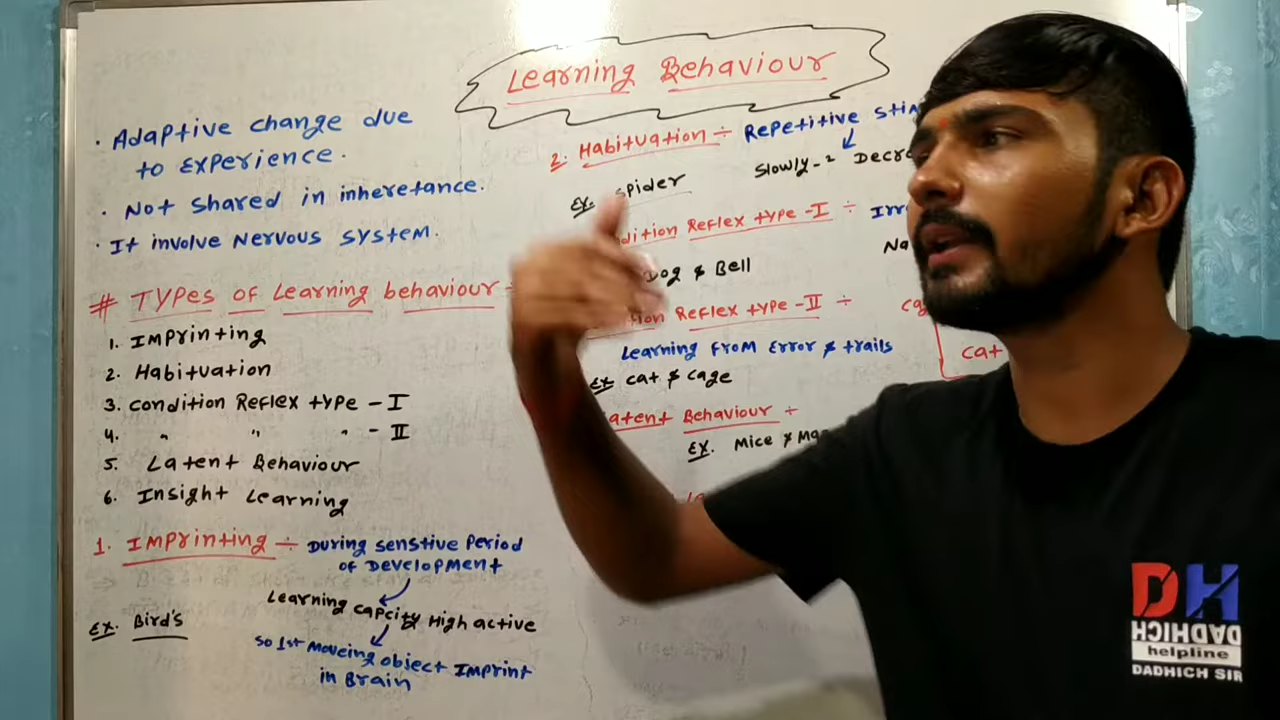 Learning Behaviour
• Adaptive change due
to Experience.
• Not shared in inheretance.
• It involve Nervous system.
# Types of Learning behaviour -
1. Imprinting
2. Habituation
3. Condition Reflex type - I
4. " " " - II
5. Latent Behaviour
6. Insight Learning
1. Imprinting ÷ During senstive Period
of Development
Learning capcity High active
So 1st Moveing object Imprint
in Brain
Ex. Bird's
2. Habituation ÷ Repetitive
Slowly-2
Ex. spider
Reflex type - I ÷
Dog & Bell
Reflex type - II ÷
Learning From Error & trails
Ex cat & cage
cat
Behaviour ÷
Ex. Mice &
DH
DADHICH
helpline
DADHICH SIR